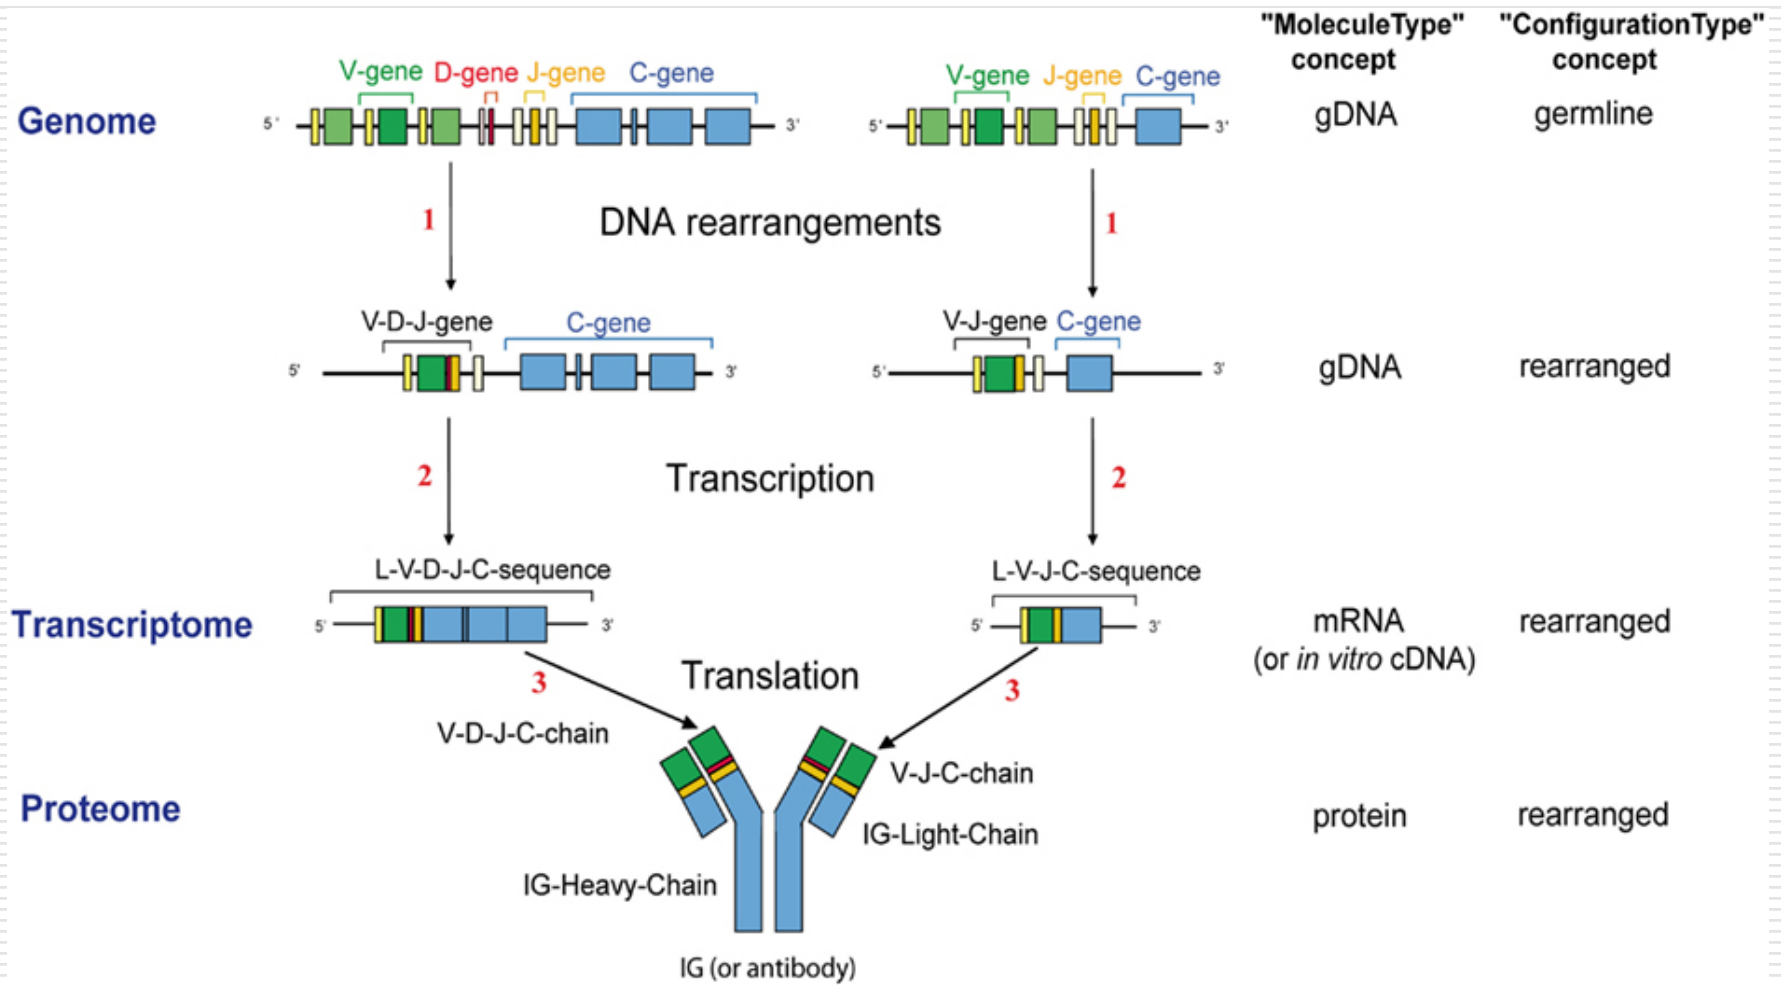 "MoleculeType" "ConfigurationType"
concept concept
V-gene D-gene J-gene C-gene V-gene J-gene C-gene
Genome 5' 3' 5' 3' gDNA germline
1 DNA rearrangements 1
V-D-J-gene C-gene V-J-gene C-gene
5' 3' 5' 3' gDNA rearranged
2 Transcription 2
L-V-D-J-C-sequence L-V-J-C-sequence
Transcriptome 5' 3' 5' 3' mRNA rearranged
(or in vitro cDNA)
3 Translation 3
V-D-J-C-chain
V-J-C-chain
Proteome protein rearranged
IG-Light-Chain
IG-Heavy-Chain
IG (or antibody)